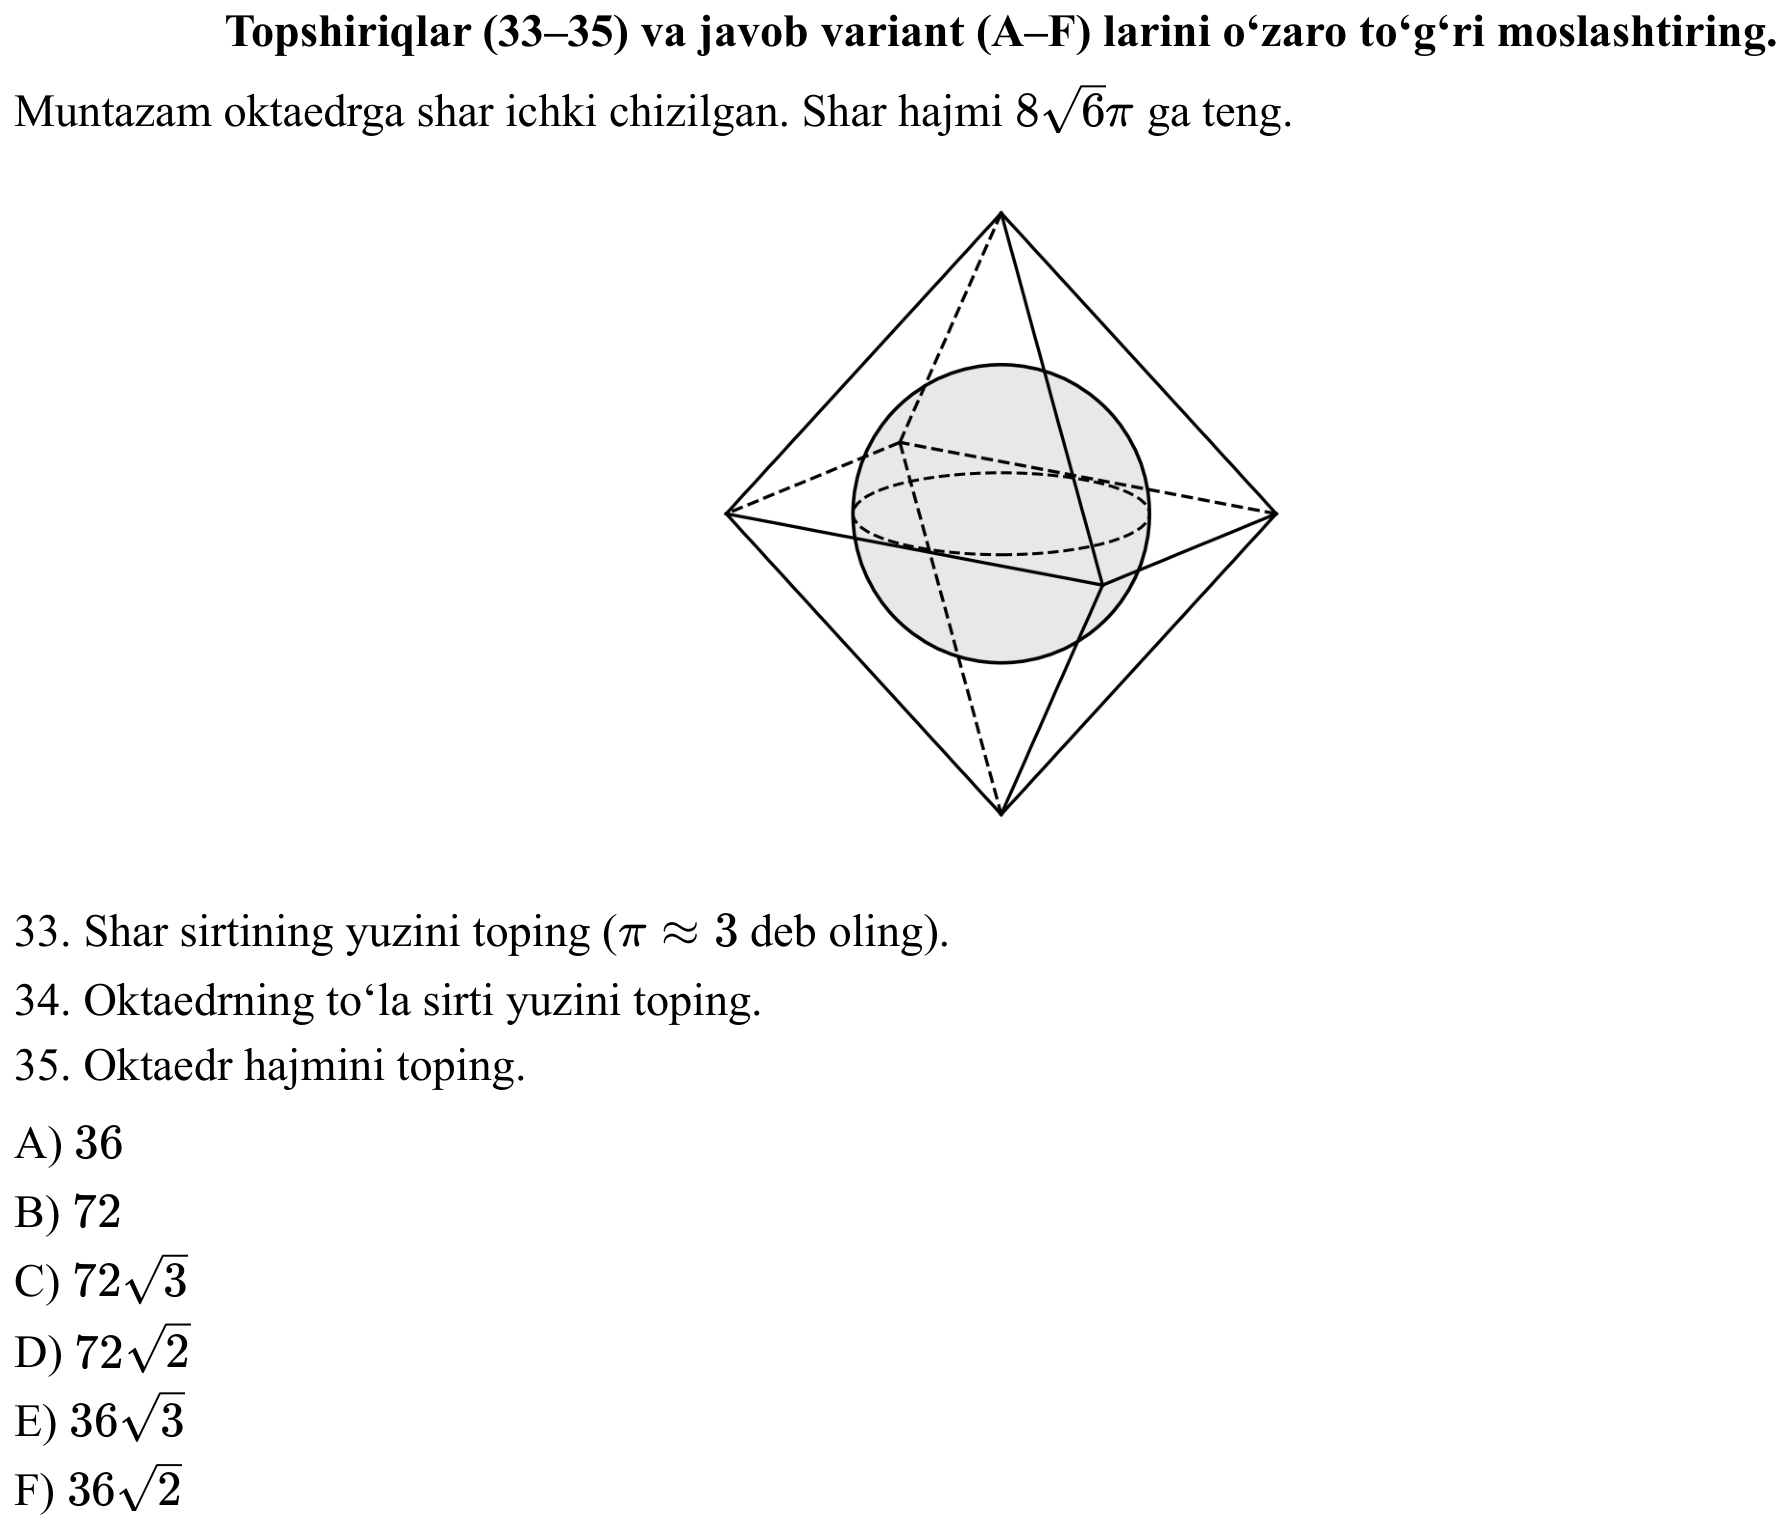 Topshiriqlar (33–35) va javob variant (A–F) larini o‘zaro to‘g‘ri moslashtiring.
Muntazam oktaedrga shar ichki chizilgan. Shar hajmi 8√6π ga teng.
33. Shar sirtining yuzini toping (π ≈ 3 deb oling).
34. Oktaedrning to‘la sirti yuzini toping.
35. Oktaedr hajmini toping.
A) 36
B) 72
C) 72√3
D) 72√2
E) 36√3
F) 36√2